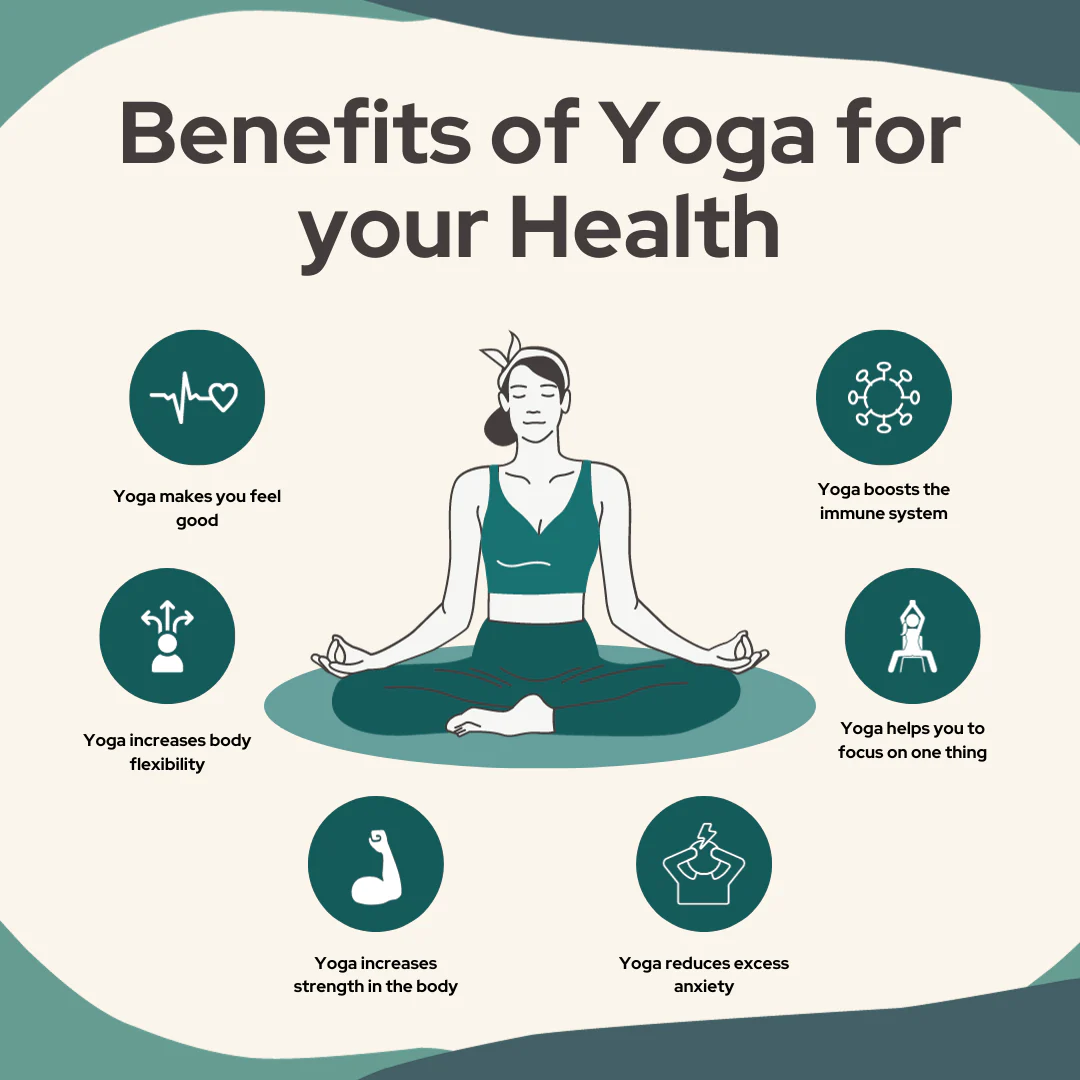 Benefits of Yoga for
your Health
Yoga makes you feel
good
Yoga boosts the
immune system
Yoga increases body
flexibility
Yoga helps you to
focus on one thing
Yoga increases
strength in the body
Yoga reduces excess
anxiety